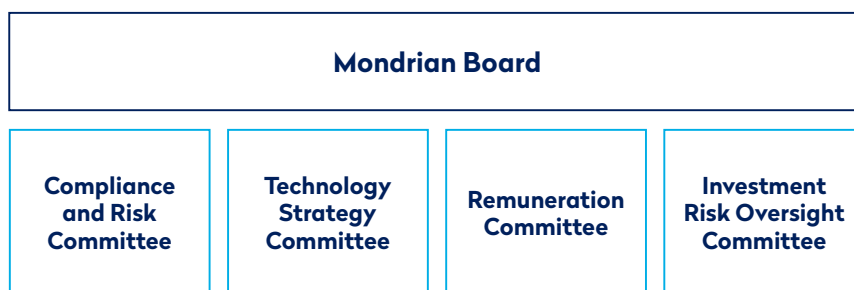 Mondrian Board
Compliance
and Risk
Committee
Technology
Strategy
Committee
Remuneration
Committee
Investment
Risk Oversight
Committee